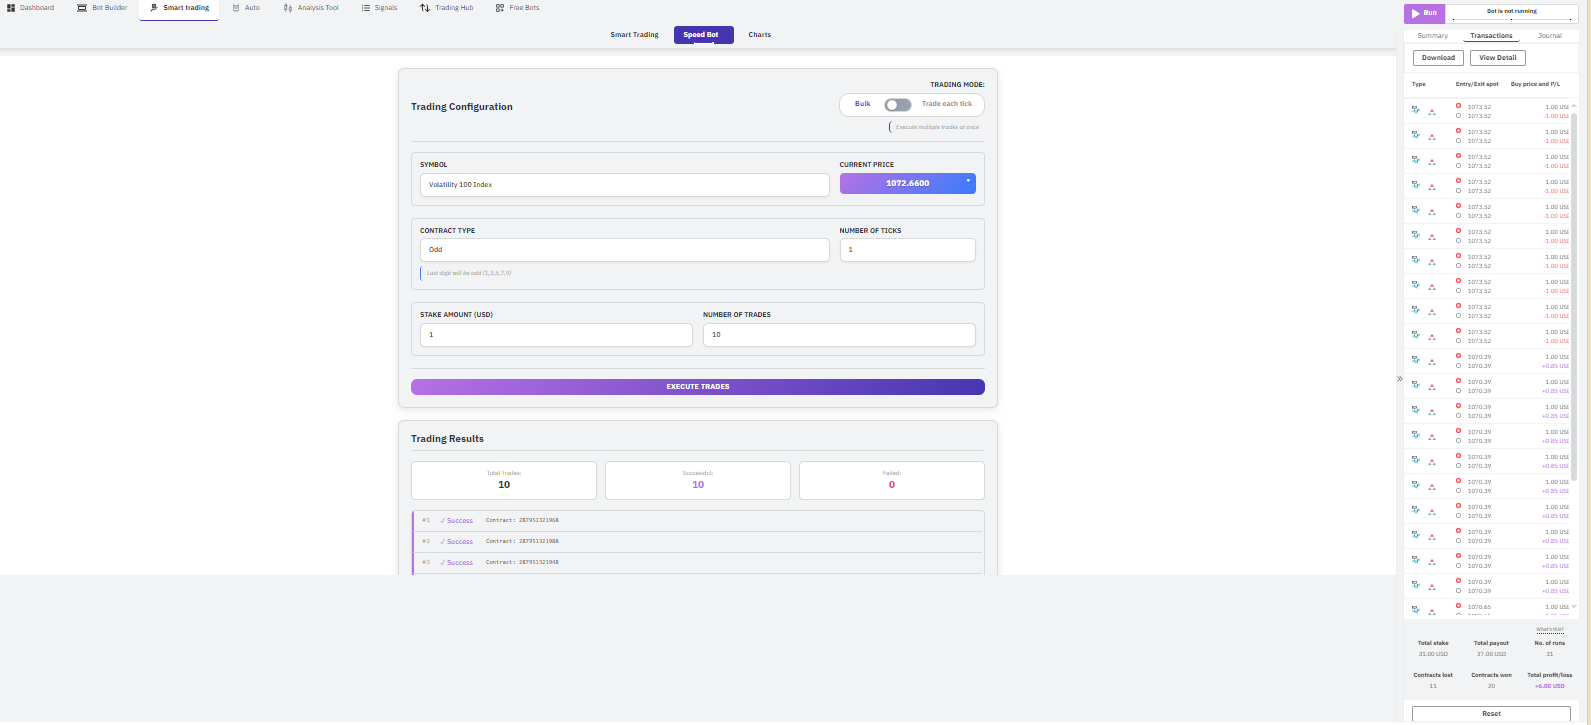 Dashboard Bot Builder Smart trading Auto Analysis Tool Signals Trading Hub Free Bots
Smart Trading Speed Bot Charts
Trading Configuration
TRADING MODE:
Bulk Trade each tick
Execute multiple trades at once
SYMBOL
Volatility 100 Index
CURRENT PRICE
1072.6600
CONTRACT TYPE
Odd
Last digit will be odd (1,3,5,7,9)
NUMBER OF TICKS
1
STAKE AMOUNT (USD)
1
NUMBER OF TRADES
10
EXECUTE TRADES
Trading Results
Total Trades:
10
Successful:
10
Failed:
0
#1 ✓ Success Contract: 287951321968
#2 ✓ Success Contract: 287951321988
#3 ✓ Success Contract: 287951321948
Run
Bot is not running
Summary Transactions Journal
Download View Detail
Type Entry/Exit spot Buy price and P/L
1073.52 1.00 USD
1073.52 -1.00 USD
1073.52 1.00 USD
1073.52 -1.00 USD
1073.52 1.00 USD
1073.52 -1.00 USD
1073.52 1.00 USD
1073.52 -1.00 USD
1073.52 1.00 USD
1073.52 -1.00 USD
1073.52 1.00 USD
1073.52 -1.00 USD
1073.52 1.00 USD
1073.52 -1.00 USD
1073.52 1.00 USD
1073.52 -1.00 USD
1073.52 1.00 USD
1073.52 -1.00 USD
1073.52 1.00 USD
1073.52 -1.00 USD
1070.39 1.00 USD
1070.39 +0.85 USD
1070.39 1.00 USD
1070.39 +0.85 USD
1070.39 1.00 USD
1070.39 +0.85 USD
1070.39 1.00 USD
1070.39 +0.85 USD
1070.39 1.00 USD
1070.39 +0.85 USD
1070.39 1.00 USD
1070.39 +0.85 USD
1070.39 1.00 USD
1070.39 +0.85 USD
1070.39 1.00 USD
1070.39 +0.85 USD
1070.39 1.00 USD
1070.39 +0.85 USD
1070.39 1.00 USD
1070.39 +0.85 USD
1070.65 1.00 USD
What's this?
Total stake Total payout No. of runs
31.00 USD 37.00 USD 31
Contracts lost Contracts won Total profit/loss
11 20 +6.00 USD
Reset